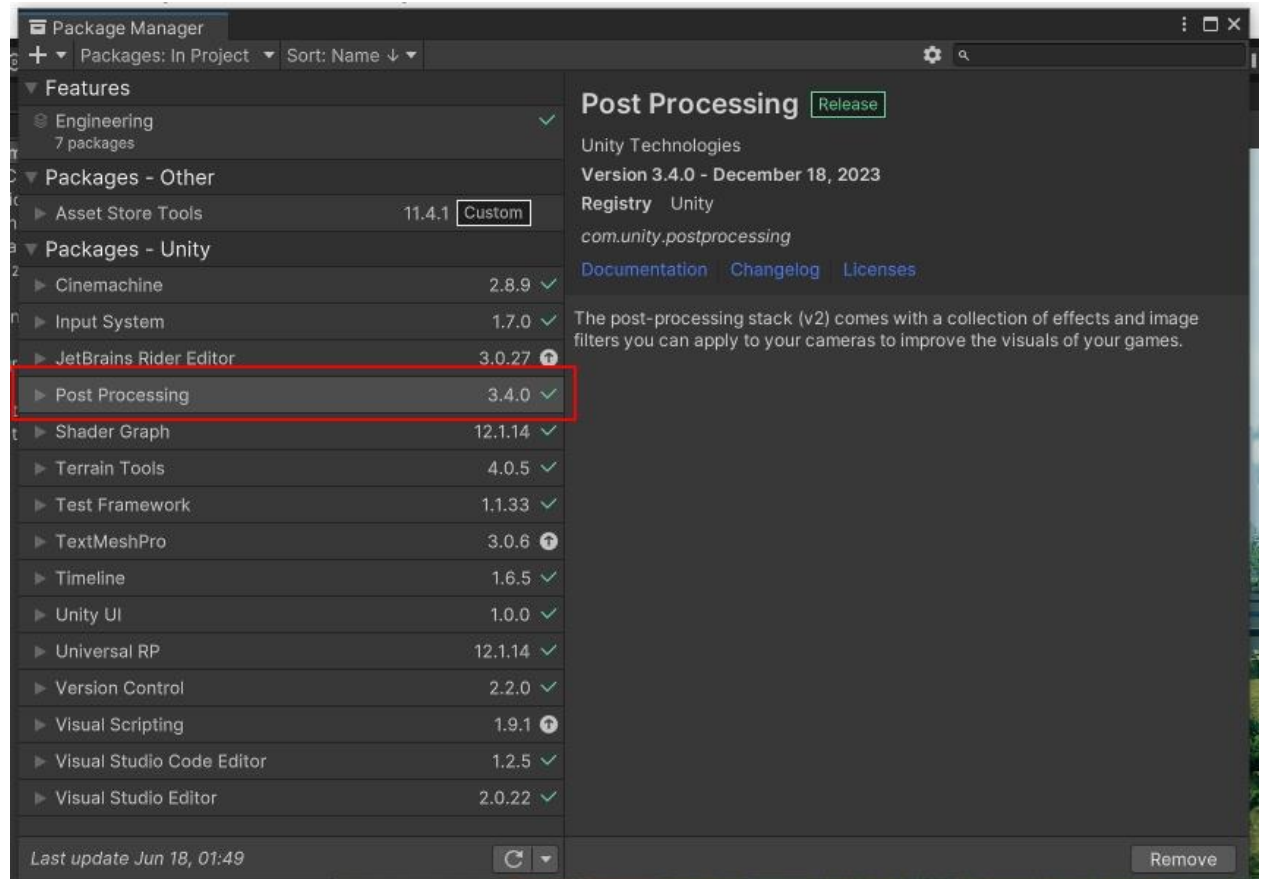 Package Manager
Packages: In Project Sort: Name ↓
Features
Engineering
7 packages
Packages - Other
Asset Store Tools 11.4.1 Custom
Packages - Unity
Cinemachine 2.8.9
Input System 1.7.0
JetBrains Rider Editor 3.0.27
Post Processing 3.4.0
Shader Graph 12.1.14
Terrain Tools 4.0.5
Test Framework 1.1.33
TextMeshPro 3.0.6
Timeline 1.6.5
Unity UI 1.0.0
Universal RP 12.1.14
Version Control 2.2.0
Visual Scripting 1.9.1
Visual Studio Code Editor 1.2.5
Visual Studio Editor 2.0.22
Last update Jun 18, 01:49
Post Processing Release
Unity Technologies
Version 3.4.0 - December 18, 2023
Registry Unity
com.unity.postprocessing
Documentation Changelog Licenses
The post-processing stack (v2) comes with a collection of effects and image
filters you can apply to your cameras to improve the visuals of your games.
Remove